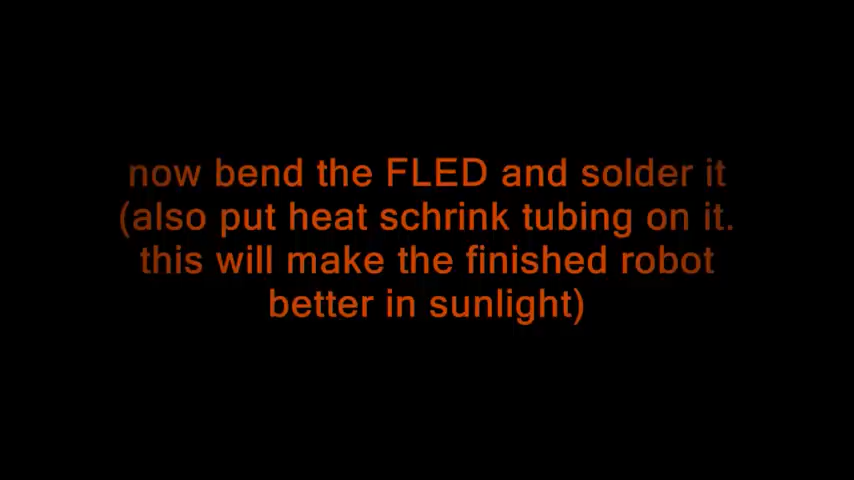 now bend the FLED and solder it
(also put heat schrink tubing on it.
this will make the finished robot
better in sunlight)